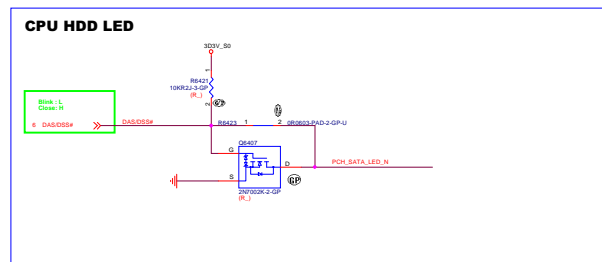 CPU HDD LED
3D3V_S0
1
R6421
10KR2J-3-GP
(R_)
2
Blink : L
Close: H
6 DAS/DSS#
DAS/DSS#
R6423 1 2 0R0603-PAD-2-GP-U
Q6407
G
D
PCH_SATA_LED_N
S
GP
2N7002K-2-GP
(R_)